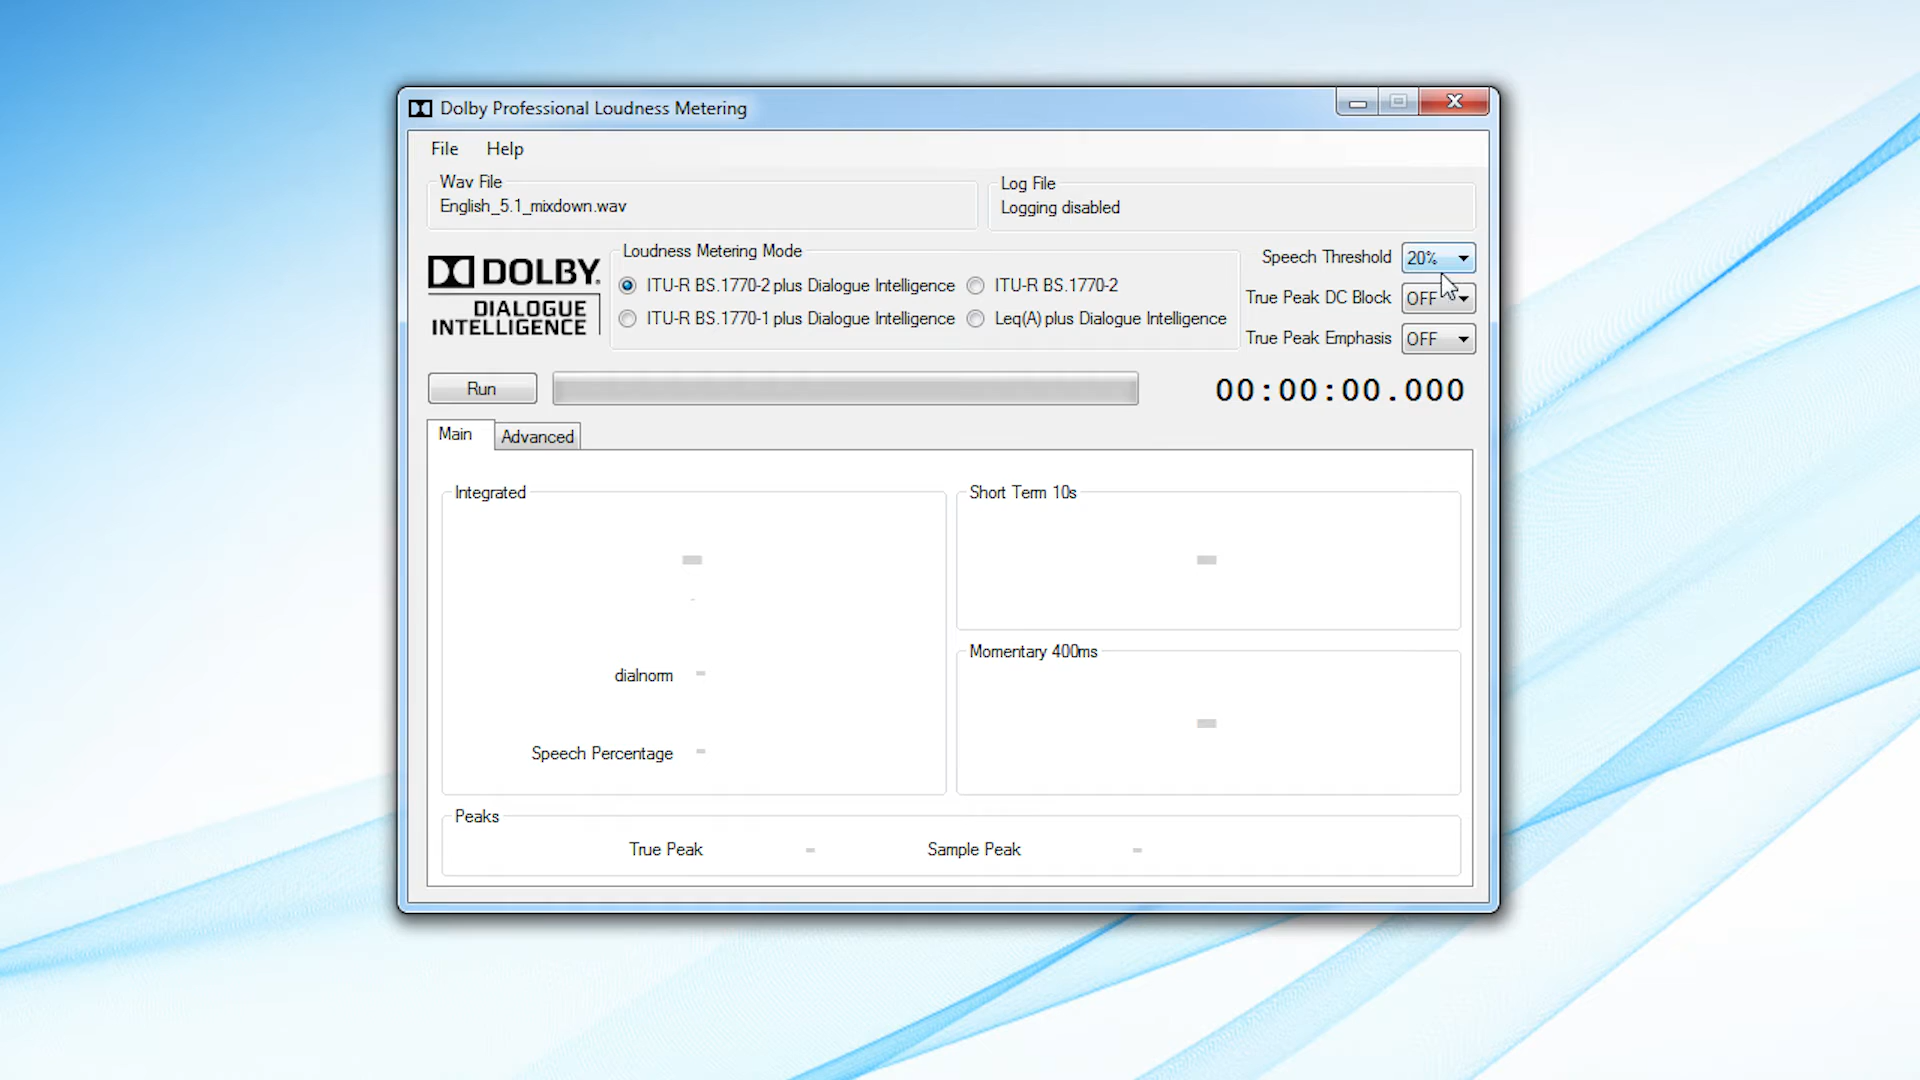 Dolby Professional Loudness Metering
File Help
Wav File
English_5.1_mixdown.wav
Log File
Logging disabled
DOLBY.
DIALOGUE
INTELLIGENCE
Loudness Metering Mode
ITU-R BS.1770-2 plus Dialogue Intelligence
ITU-R BS.1770-2
ITU-R BS.1770-1 plus Dialogue Intelligence
Leq(A) plus Dialogue Intelligence
Speech Threshold 20%
True Peak DC Block OFF
True Peak Emphasis OFF
Run
00:00:00.000
Main Advanced
Integrated
-
-
dialnorm -
Speech Percentage -
Short Term 10s
-
Momentary 400ms
-
Peaks
True Peak - Sample Peak -